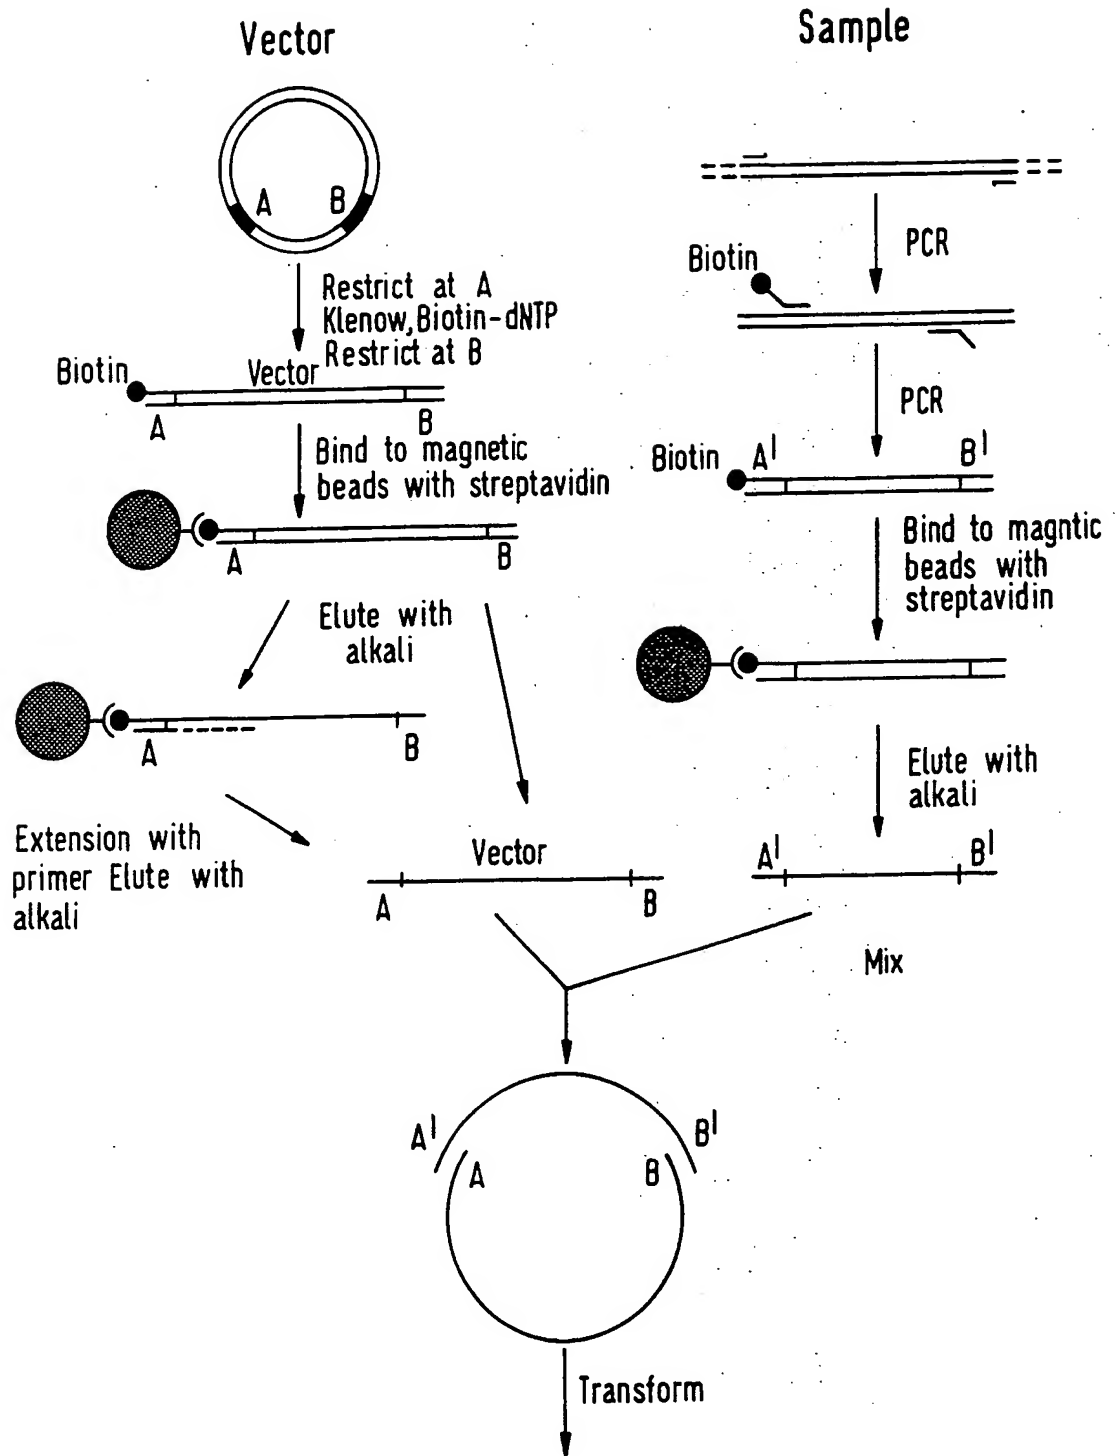 Vector
A B
Restrict at A
Klenow, Biotin-dNTP
Restrict at B
Biotin
Vector
A
B
Bind to magnetic
beads with streptavidin
A
B
Elute with
alkali
A
B
Extension with
primer Elute with
alkali
Vector
A
B
Sample
PCR
Biotin
PCR
Biotin
A' B'
Bind to magntic
beads with
streptavidin
Elute with
alkali
A' B'
Mix
A' B'
A B
Transform